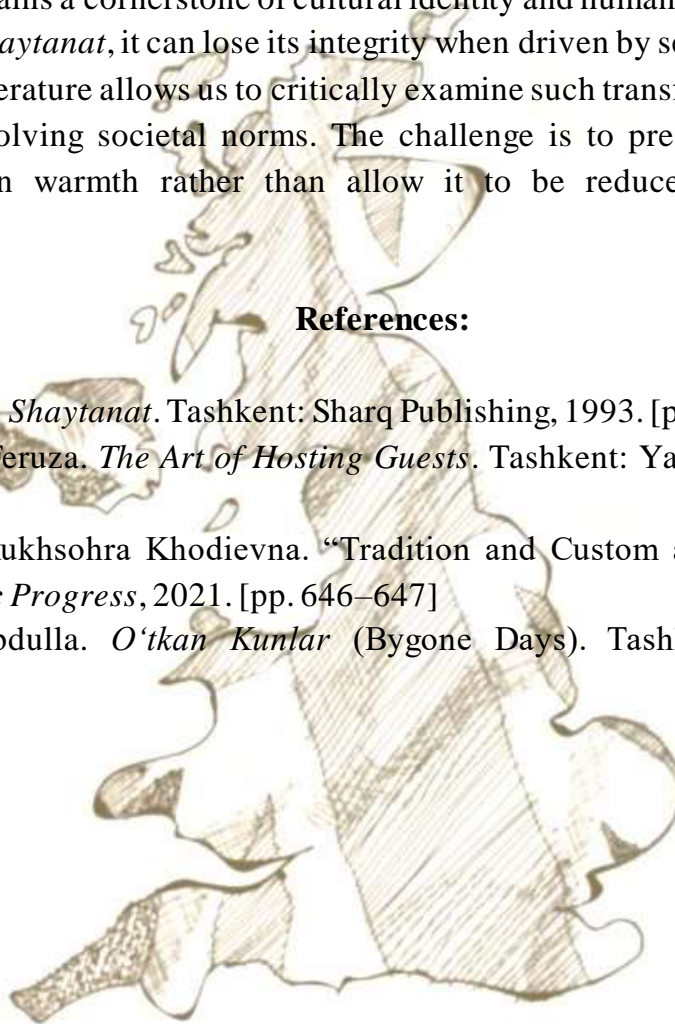 ains a cornerstone of cultural identity and human
aytanat, it can lose its integrity when driven by se
erature allows us to critically examine such transf
olving societal norms. The challenge is to pre
n warmth rather than allow it to be reduce
References:
Shaytanat. Tashkent: Sharq Publishing, 1993. [p
eruza. The Art of Hosting Guests. Tashkent: Ya
ukhsohra Khodievna. “Tradition and Custom a
c Progress, 2021. [pp. 646–647]
bdulla. O‘tkan Kunlar (Bygone Days). Tash